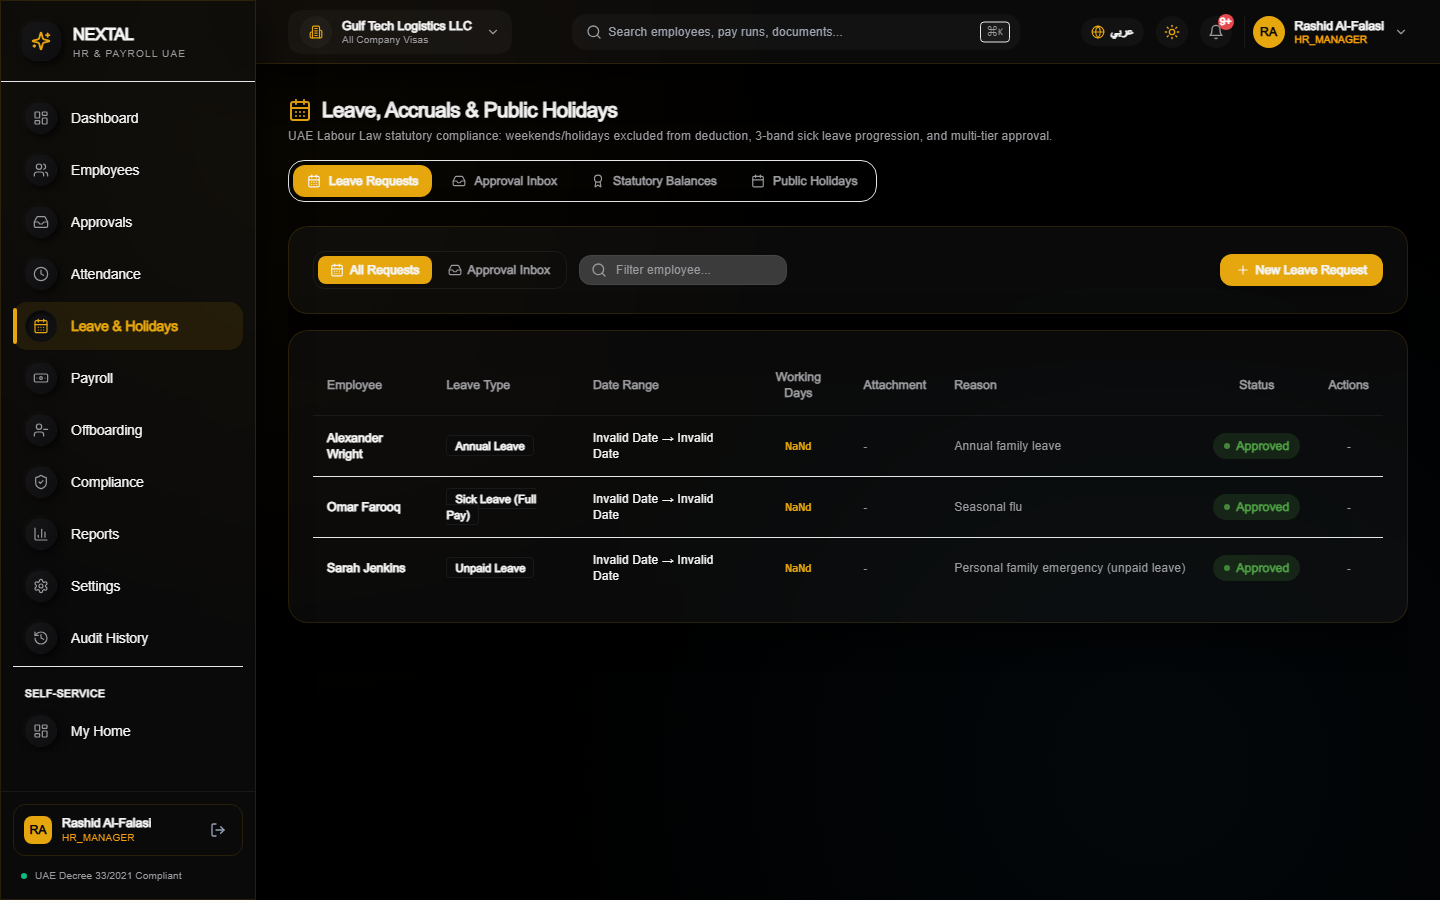 NEXTAL
HR & PAYROLL UAE
Gulf Tech Logistics LLC
All Company Visas
Search employees, pay runs, documents...
⌘K
عربي
9+
RA
Rashid Al-Falasi
HR_MANAGER
Dashboard
Employees
Approvals
Attendance
Leave & Holidays
Payroll
Offboarding
Compliance
Reports
Settings
Audit History
SELF-SERVICE
My Home
RA
Rashid Al-Falasi
HR_MANAGER
UAE Decree 33/2021 Compliant
Leave, Accruals & Public Holidays
UAE Labour Law statutory compliance: weekends/holidays excluded from deduction, 3-band sick leave progression, and multi-tier approval.
Leave Requests Approval Inbox Statutory Balances Public Holidays
All Requests Approval Inbox Filter employee... + New Leave Request
Employee Leave Type Date Range Working Days Attachment Reason Status Actions
Alexander Wright Annual Leave Invalid Date → Invalid Date NaNd - Annual family leave Approved -
Omar Farooq Sick Leave (Full Pay) Invalid Date → Invalid Date NaNd - Seasonal flu Approved -
Sarah Jenkins Unpaid Leave Invalid Date → Invalid Date NaNd - Personal family emergency (unpaid leave) Approved -